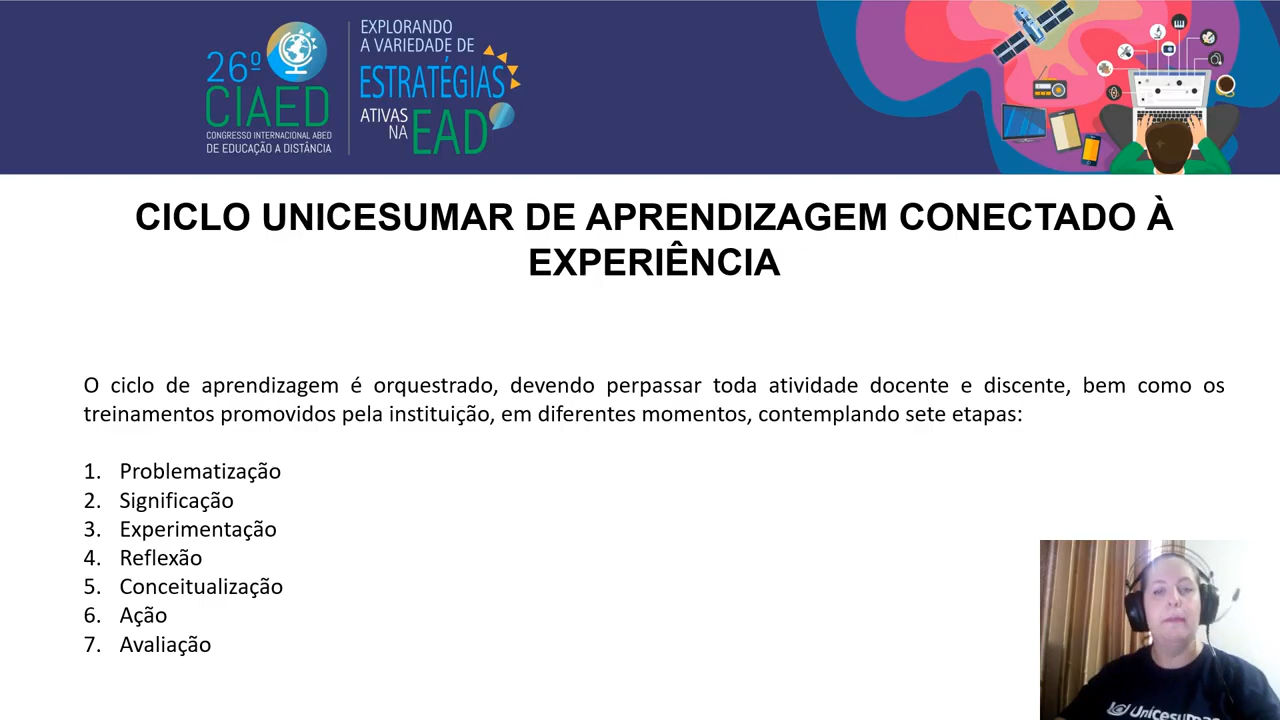 26º
CIAED
CONGRESSO INTERNACIONAL ABED
DE EDUCAÇÃO A DISTÂNCIA
EXPLORANDO
A VARIEDADE DE
ESTRATÉGIAS
ATIVAS
NA EAD
CICLO UNICESUMAR DE APRENDIZAGEM CONECTADO À
EXPERIÊNCIA
O ciclo de aprendizagem é orquestrado, devendo perpassar toda atividade docente e discente, bem como os
treinamentos promovidos pela instituição, em diferentes momentos, contemplando sete etapas:
1. Problematização
2. Significação
3. Experimentação
4. Reflexão
5. Conceitualização
6. Ação
7. Avaliação
Unicesumar